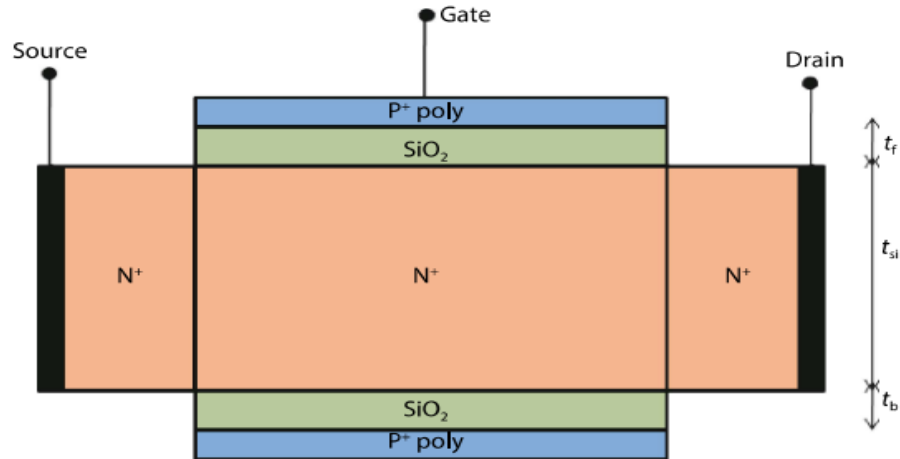 Gate
Source
Drain
P⁺ poly
SiO₂
t_f
N⁺
N⁺
N⁺
t_si
SiO₂
t_b
P⁺ poly